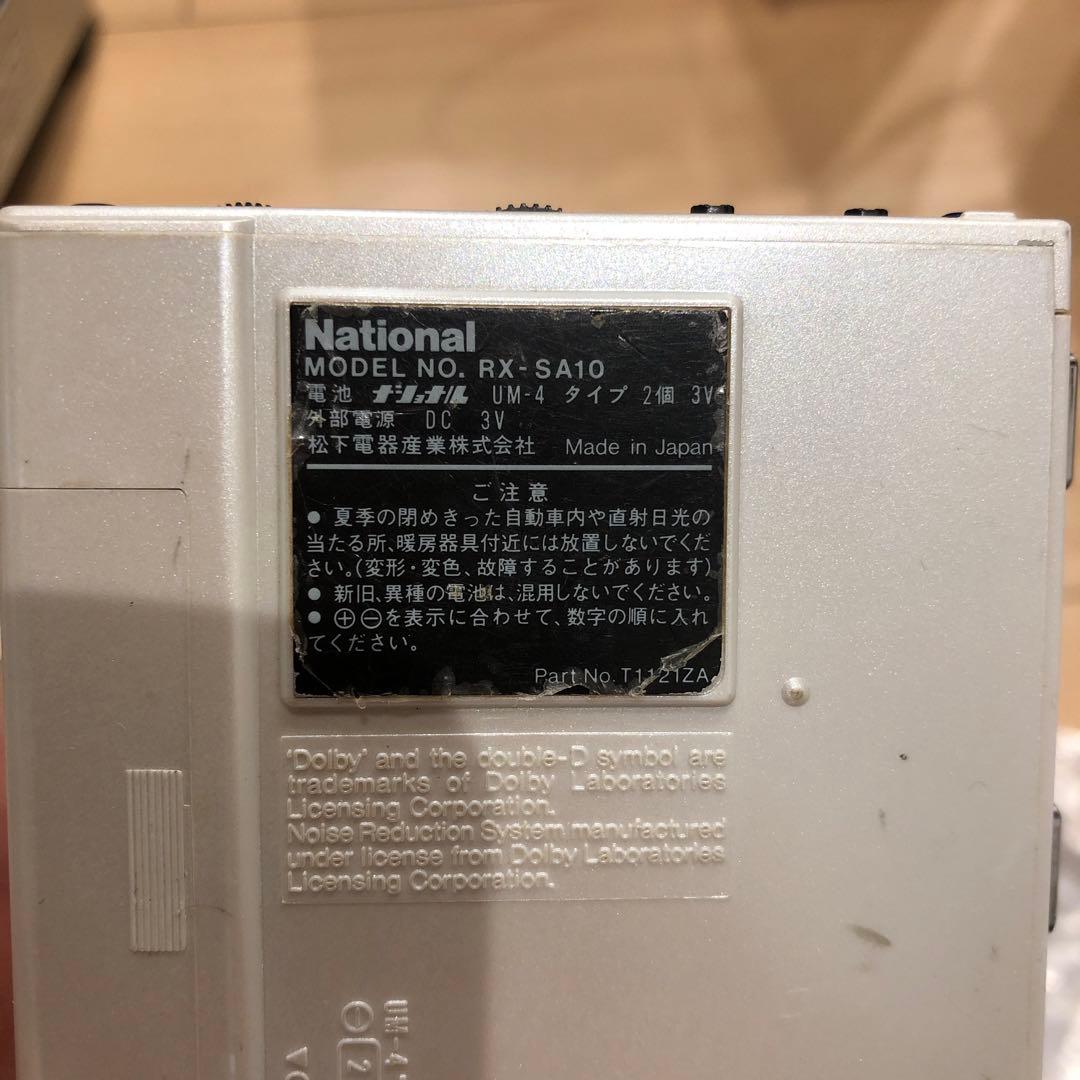 National
MODEL NO. RX-SA10
電池 ナショナル UM-4 タイプ 2個 3V
外部電源 DC 3V
松下電器産業株式会社 Made in Japan
ご注意
● 夏季の閉めきった自動車内や直射日光の
当たる所、暖房器具付近には放置しないでくだ
さい。(変形・変色、故障することがあります)
● 新旧、異種の電池は、混用しないでください。
● ⊕⊖を表示に合わせて、数字の順に入れ
てください。
Part No. T1121ZA
'Dolby' and the double-D symbol are
trademarks of Dolby Laboratories
Licensing Corporation.
Noise Reduction System manufactured
under license from Dolby Laboratories
Licensing Corporation.
UM-4
⊖ 2